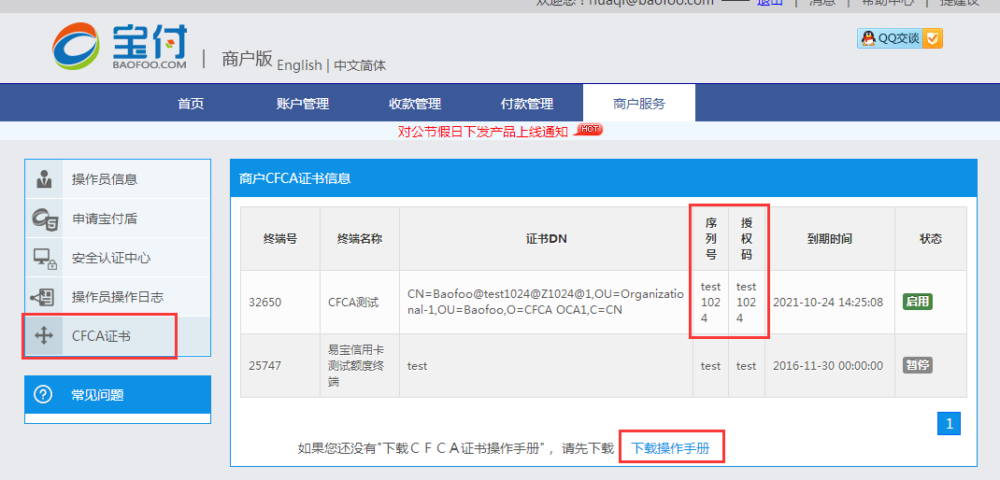 欢迎您！huaqi@baofoo.com —— 退出 | 消息 | 帮助中心 | 提建议
宝付
BAOFOO.COM
商户版
English | 中文简体
QQ交谈
首页 账户管理 收款管理 付款管理 商户服务
对公节假日下发产品上线通知 HOT
操作员信息
申请宝付盾
安全认证中心
操作员操作日志
CFCA证书
常见问题
商户CFCA证书信息
终端号 终端名称 证书DN 序列号 授权码 到期时间 状态
32650 CFCA测试 CN=Baofoo@test1024@Z1024@1,OU=Organizatio
nal-1,OU=Baofoo,O=CFCA OCA1,C=CN
test
102
4
test
102
4
2021-10-24 14:25:08 启用
25747
易宝信用卡
测试额度终
端
test test test 2016-11-30 00:00:00 暂停
1
如果您还没有"下载ＣＦＣＡ证书操作手册"，请先下载 下载操作手册